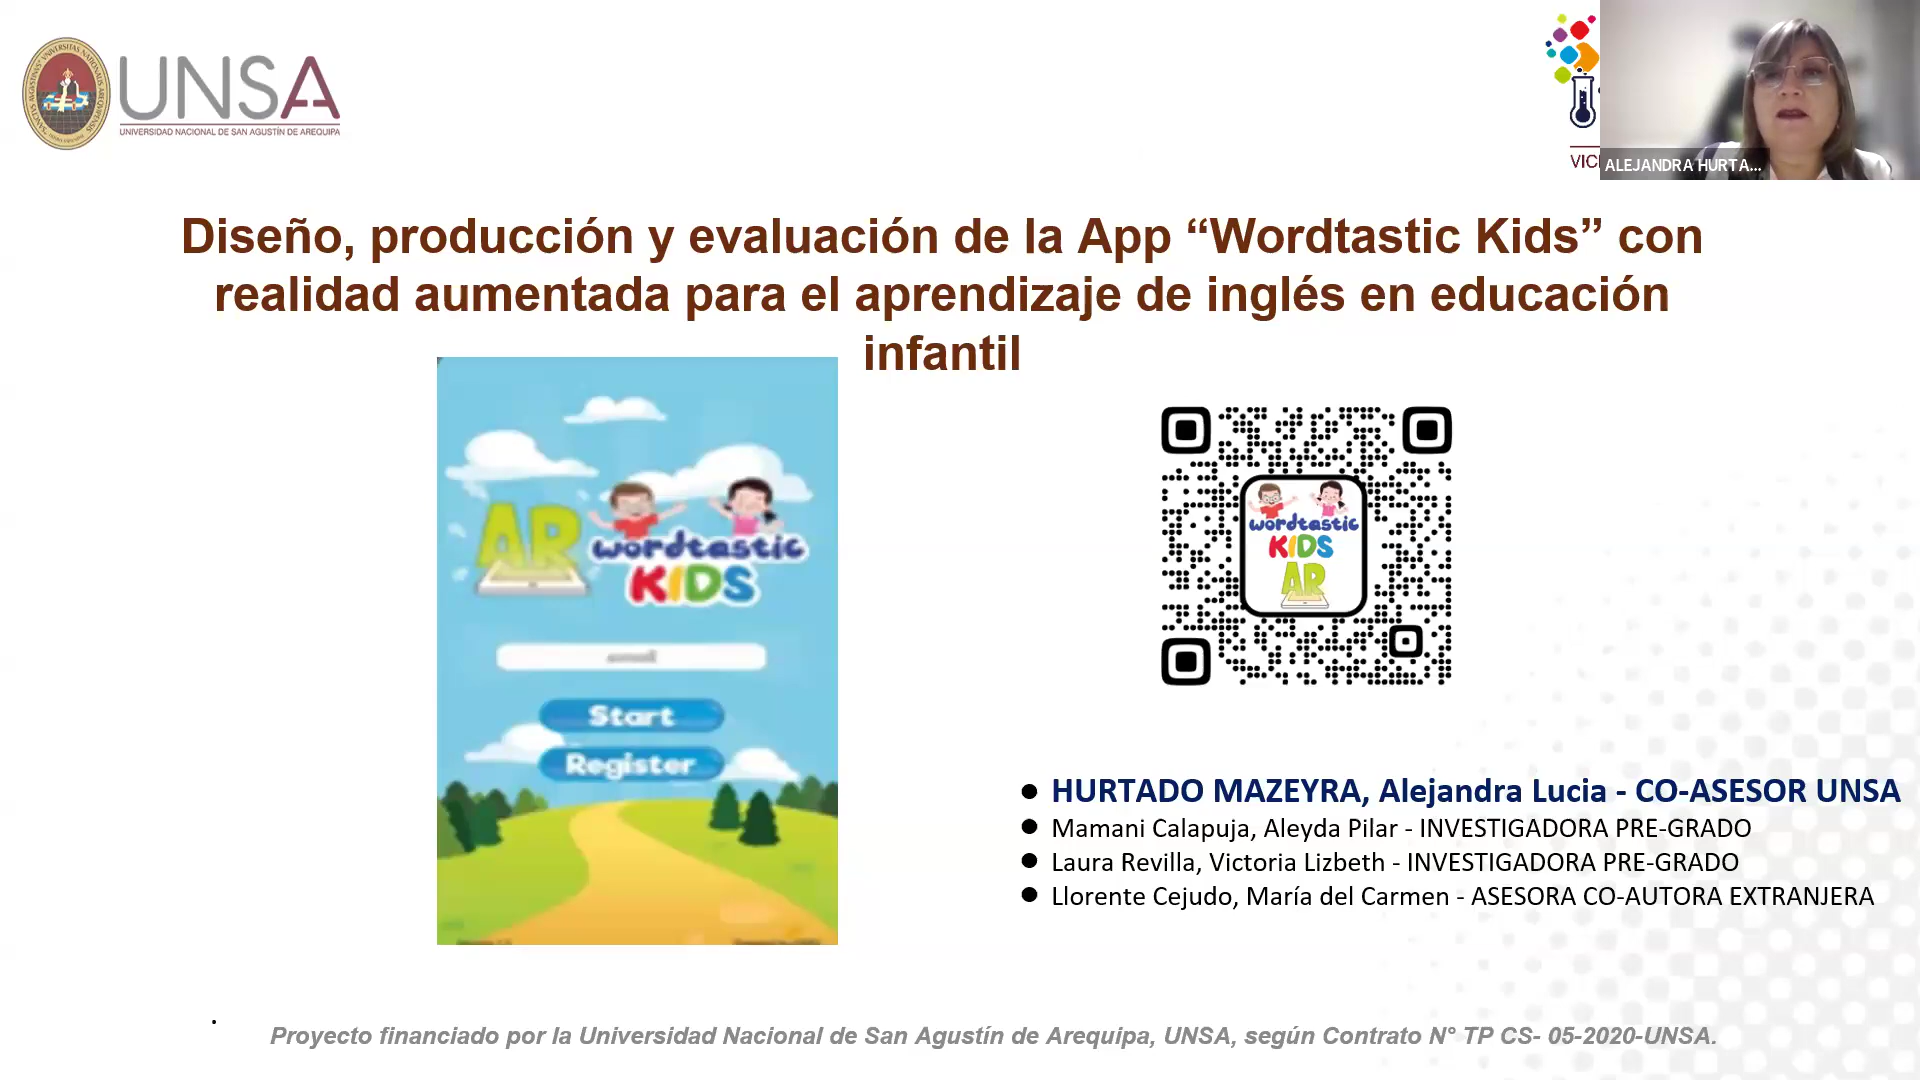 UNSA
UNIVERSIDAD NACIONAL DE SAN AGUSTÍN DE AREQUIPA
ALEJANDRA HURTA...
Diseño, producción y evaluación de la App “Wordtastic Kids” con
realidad aumentada para el aprendizaje de inglés en educación
infantil
AR
wordtastic
KIDS
Start
Register
wordtastic
KIDS
AR
● HURTADO MAZEYRA, Alejandra Lucia - CO-ASESOR UNSA
● Mamani Calapuja, Aleyda Pilar - INVESTIGADORA PRE-GRADO
● Laura Revilla, Victoria Lizbeth - INVESTIGADORA PRE-GRADO
● Llorente Cejudo, María del Carmen - ASESORA CO-AUTORA EXTRANJERA
Proyecto financiado por la Universidad Nacional de San Agustín de Arequipa, UNSA, según Contrato N° TP CS- 05-2020-UNSA.